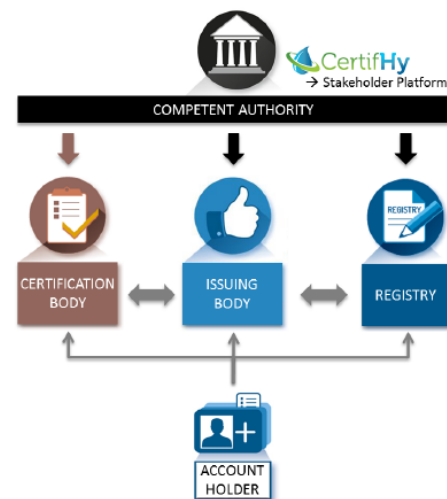 CertifHy
→ Stakeholder Platform
COMPETENT AUTHORITY
REGISTRY
CERTIFICATION
BODY
ISSUING
BODY
REGISTRY
ACCOUNT
HOLDER